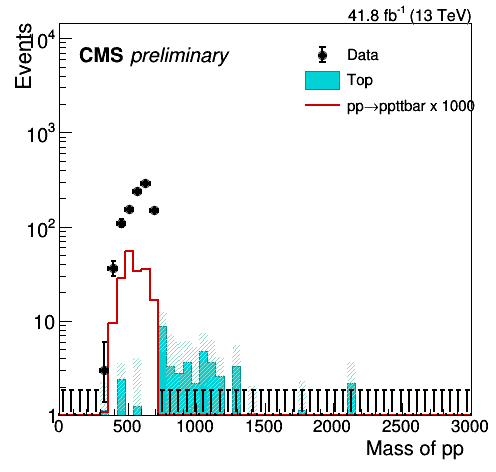 41.8 fb⁻¹ (13 TeV)
Events
CMS preliminary
Data
Top
pp→ppttbar x 1000
10⁴
10³
10²
10
1
0 500 1000 1500 2000 2500 3000
Mass of pp